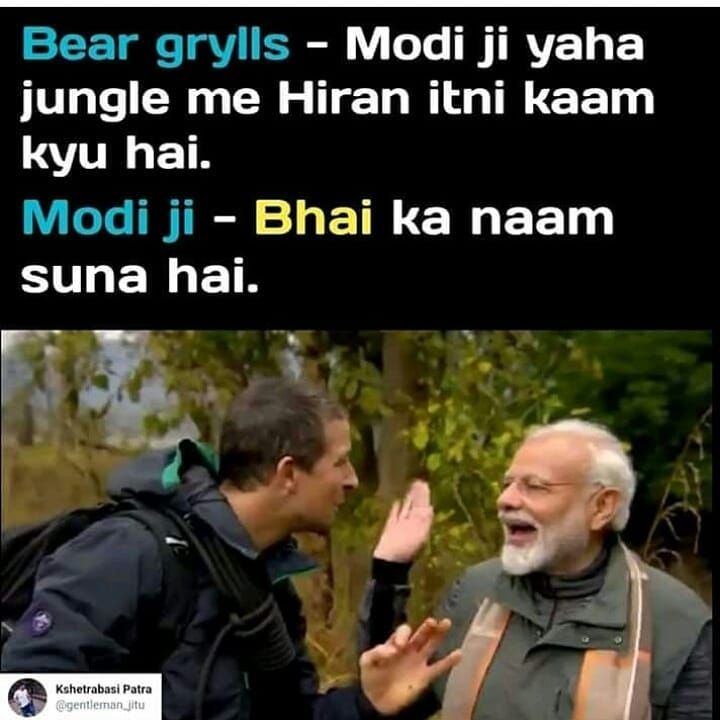 Bear grylls – Modi ji yaha
jungle me Hiran itni kaam
kyu hai.
Modi ji – Bhai ka naam
suna hai.
Kshetrabasi Patra
@gentleman_jitu